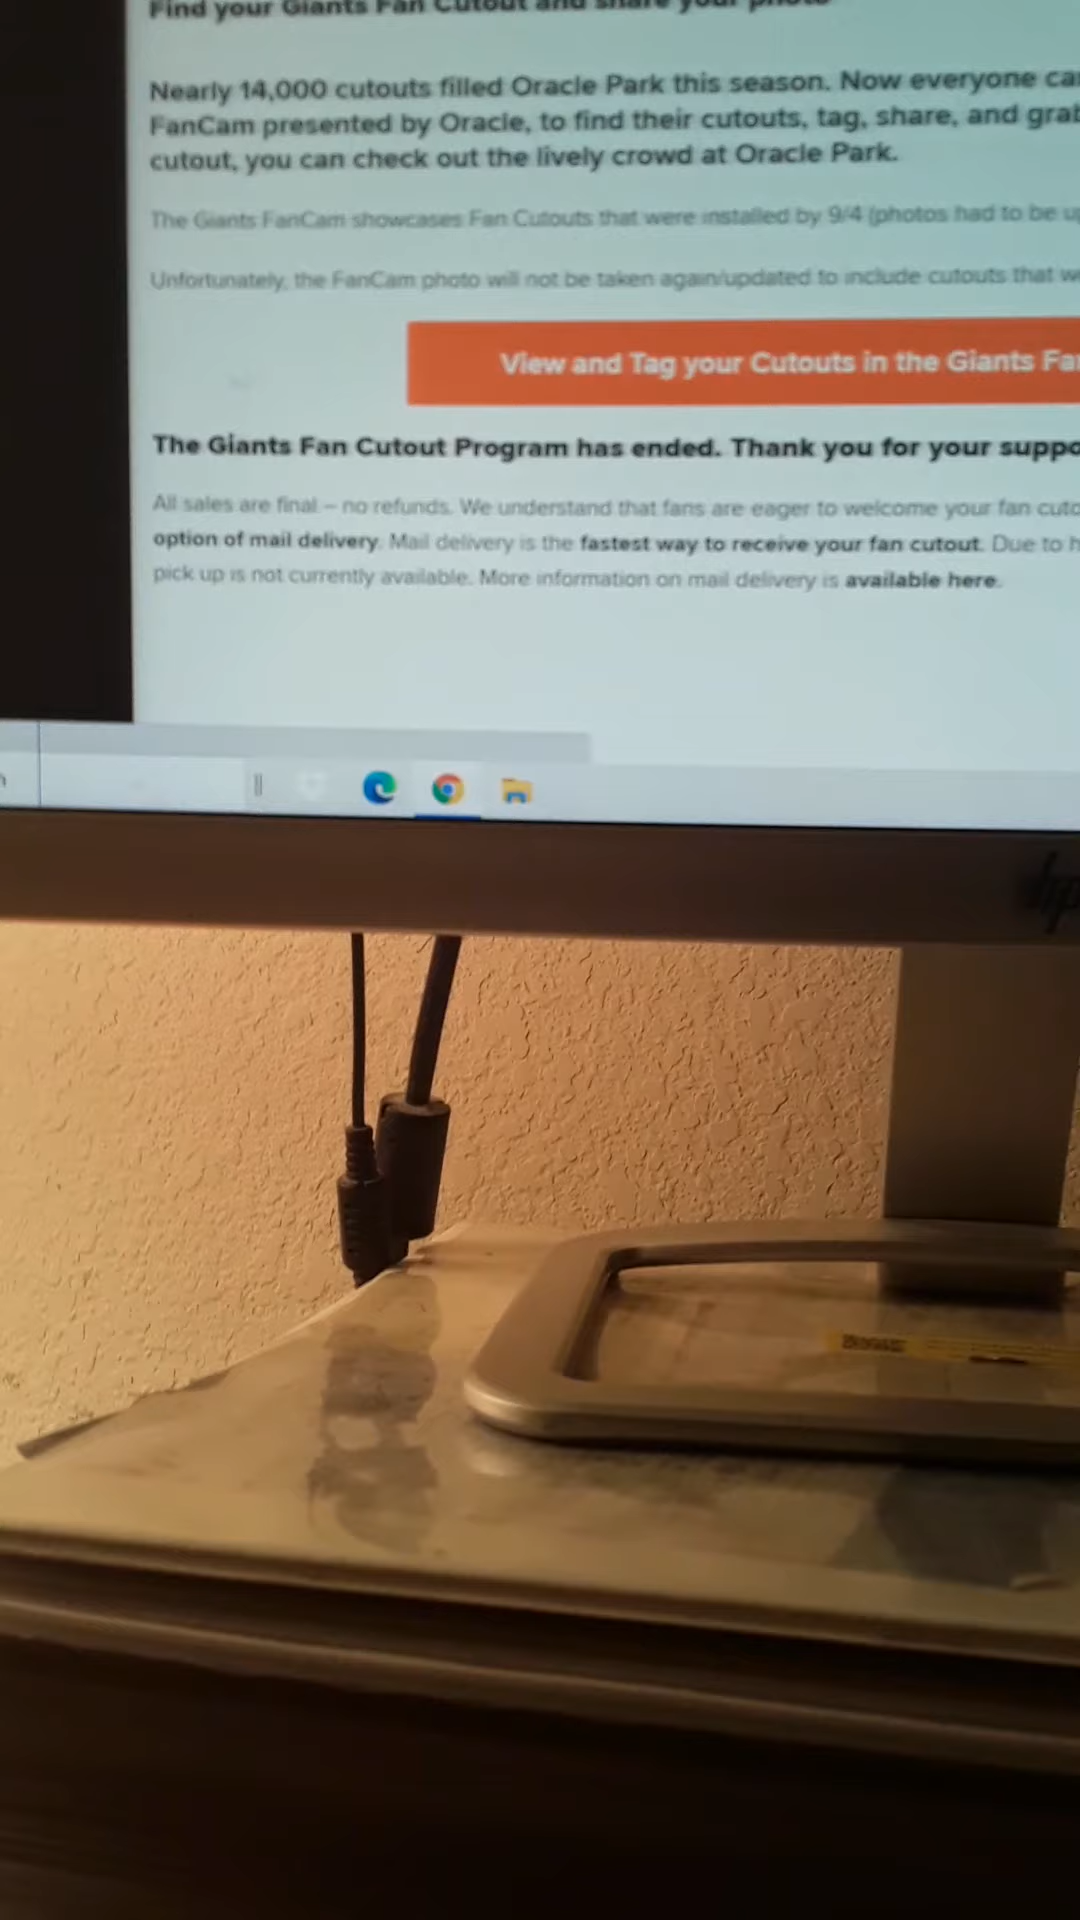 Find your Giants Fan Cutout and share your photo
Nearly 14,000 cutouts filled Oracle Park this season. Now everyone ca
FanCam presented by Oracle, to find their cutouts, tag, share, and grab
cutout, you can check out the lively crowd at Oracle Park.
The Giants FanCam showcases Fan Cutouts that were installed by 9/4 (photos had to be up
Unfortunately, the FanCam photo will not be taken again/updated to include cutouts that we
View and Tag your Cutouts in the Giants Fa
The Giants Fan Cutout Program has ended. Thank you for your suppo
All sales are final – no refunds. We understand that fans are eager to welcome your fan cuto
option of mail delivery. Mail delivery is the fastest way to receive your fan cutout. Due to h
pick up is not currently available. More information on mail delivery is available here.
hp